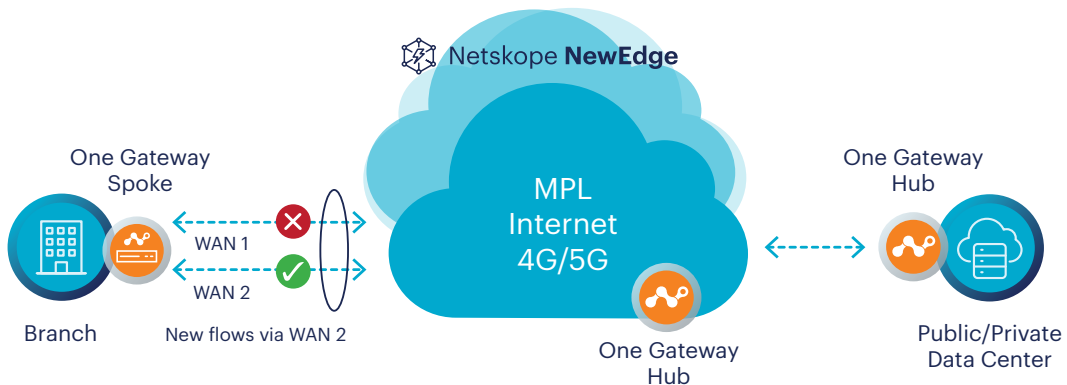 Netskope NewEdge
One Gateway
Spoke
WAN 1
WAN 2
Branch
New flows via WAN 2
MPL
Internet
4G/5G
One Gateway
Hub
One Gateway
Hub
Public/Private
Data Center